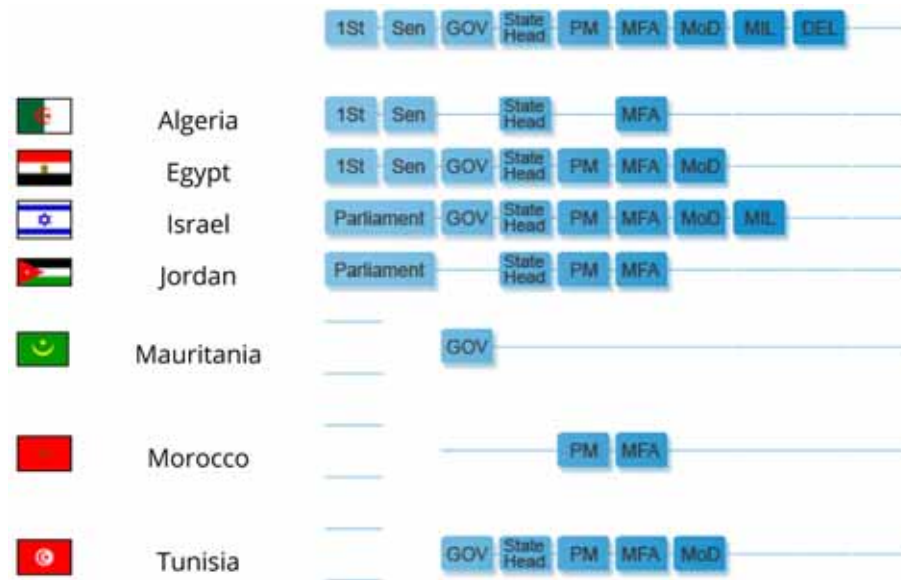 1St Sen GOV State Head PM MFA MoD MIL DEL
Algeria 1St Sen State Head MFA
Egypt 1St Sen GOV State Head PM MFA MoD
Israel Parliament GOV State Head PM MFA MoD MIL
Jordan Parliament State Head PM MFA
Mauritania GOV
Morocco PM MFA
Tunisia GOV State Head PM MFA MoD